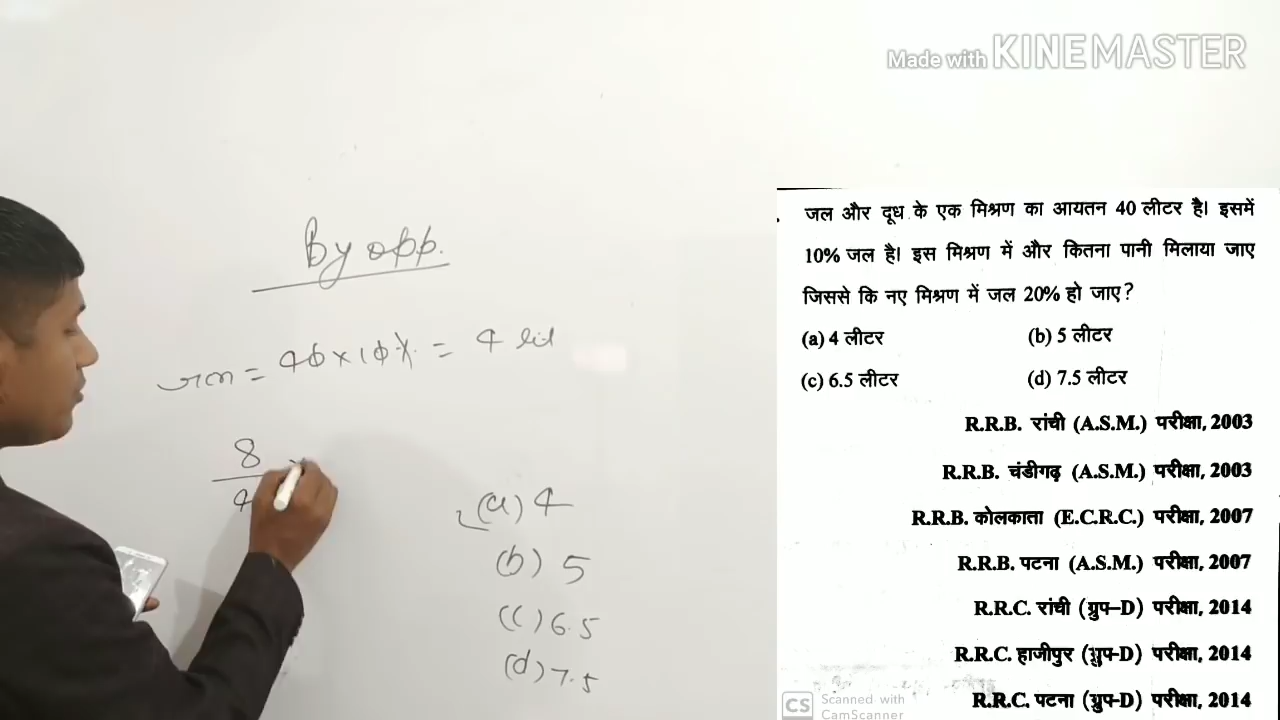 Made with KINEMASTER
By opp.
जल = 40 × 10% = 4 lit
8
4
(a) 4
(b) 5
(c) 6.5
(d) 7.5
जल और दूध के एक मिश्रण का आयतन 40 लीटर है। इसमें
10% जल है। इस मिश्रण में और कितना पानी मिलाया जाए
जिससे कि नए मिश्रण में जल 20% हो जाए?
(a) 4 लीटर (b) 5 लीटर
(c) 6.5 लीटर (d) 7.5 लीटर
R.R.B. रांची (A.S.M.) परीक्षा, 2003
R.R.B. चंडीगढ़ (A.S.M.) परीक्षा, 2003
R.R.B. कोलकाता (E.C.R.C.) परीक्षा, 2007
R.R.B. पटना (A.S.M.) परीक्षा, 2007
R.R.C. रांची (ग्रुप–D) परीक्षा, 2014
R.R.C. हाजीपुर (ग्रुप–D) परीक्षा, 2014
R.R.C. पटना (ग्रुप–D) परीक्षा, 2014
CS Scanned with
CamScanner